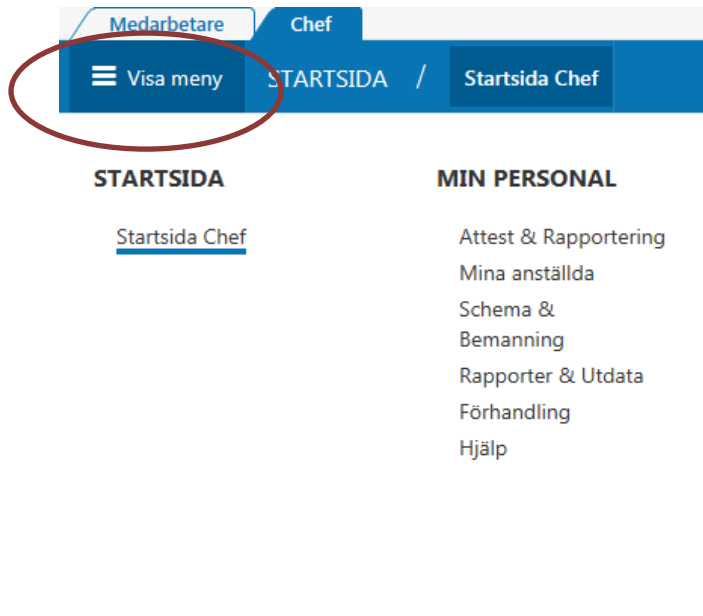 Medarbetare Chef
Visa meny STARTSIDA / Startsida Chef
STARTSIDA
Startsida Chef
MIN PERSONAL
Attest & Rapportering
Mina anställda
Schema &
Bemanning
Rapporter & Utdata
Förhandling
Hjälp